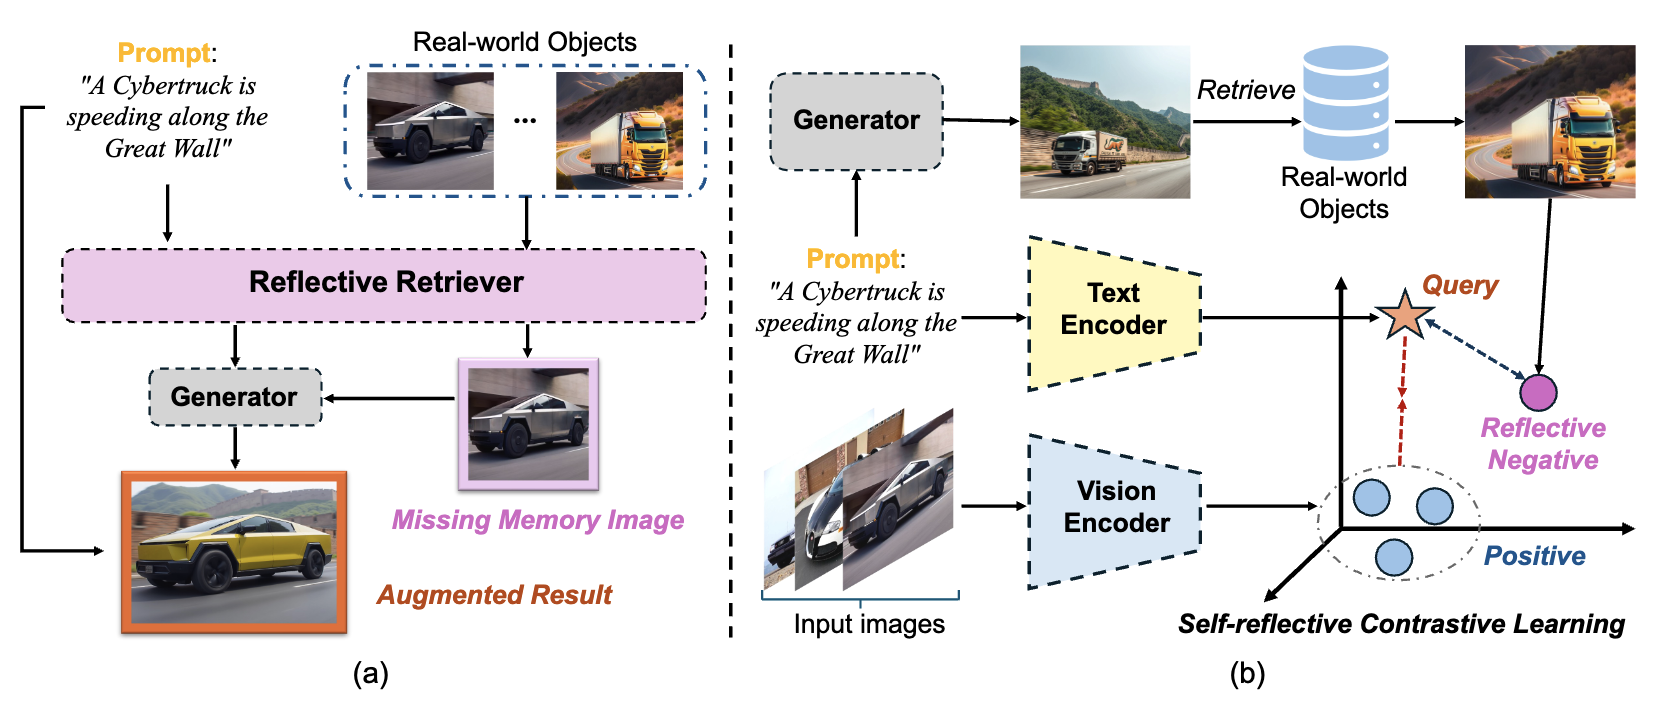 Prompt:
"A Cybertruck is
speeding along the
Great Wall"
Real-world Objects
...
Reflective Retriever
Generator
Missing Memory Image
Augmented Result
(a)
Generator
Retrieve
Real-world
Objects
Prompt:
"A Cybertruck is
speeding along the
Great Wall"
Text
Encoder
Query
Reflective
Negative
Vision
Encoder
Positive
Input images
Self-reflective Contrastive Learning
(b)